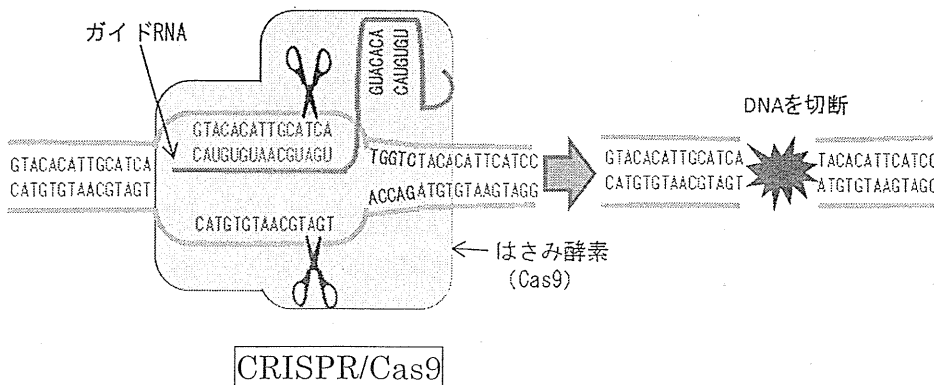 ガイドRNA
GUACACA
CAUGUGU
DNAを切断
GTACACATTGCATCA
CAUGUGUAACGUAGU
GTACACATTGCATCA
CATGTGTAACGTAGT
TGGTCTACACATTCATCC
ACCAGATGTGTAAGTAGG
GTACACATTGCATCA
CATGTGTAACGTAGT
TACACATTCATCC
ATGTGTAAGTAGG
CATGTGTAACGTAGT
はさみ酵素
(Cas9)
CRISPR/Cas9